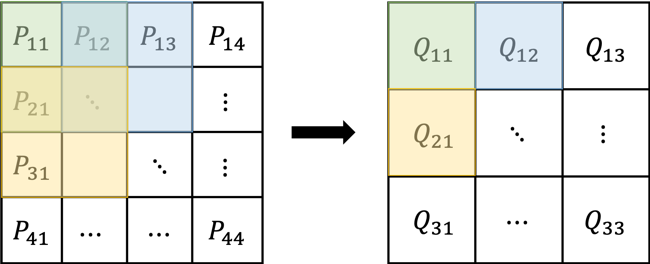 P₁₁ P₁₂ P₁₃ P₁₄
P₂₁ ⋱ ⋮
P₃₁ ⋱ ⋮
P₄₁ ⋯ ⋯ P₄₄
Q₁₁ Q₁₂ Q₁₃
Q₂₁ ⋱ ⋮
Q₃₁ ⋯ Q₃₃